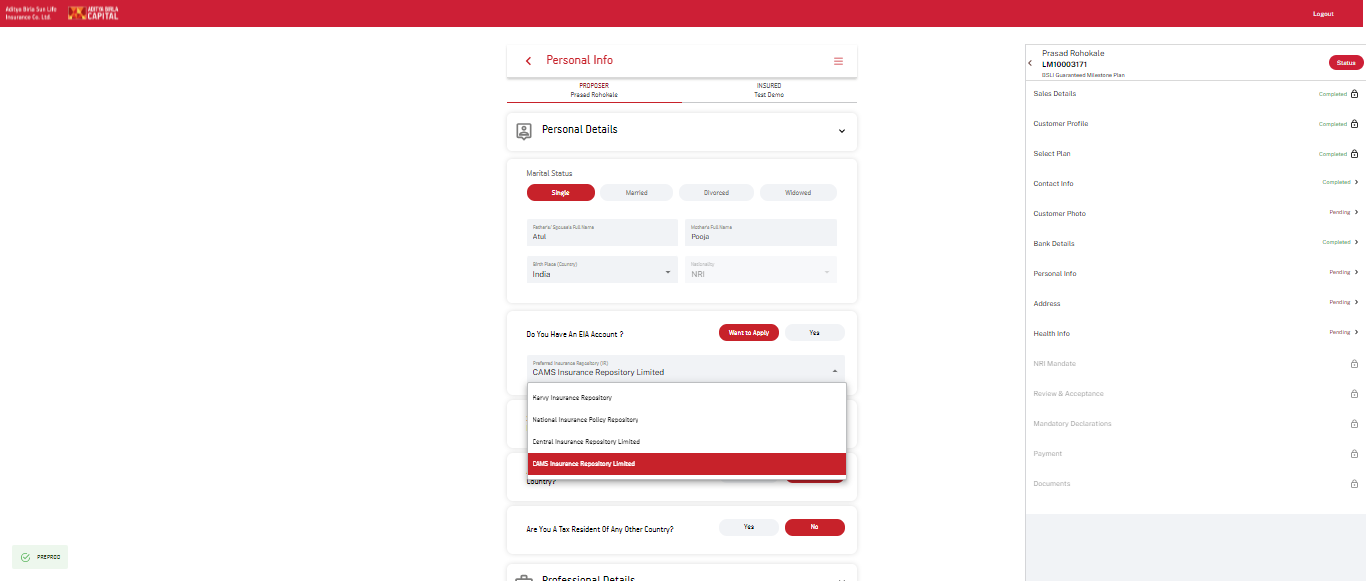 Aditya Birla Sun Life
Insurance Co. Ltd.
ADITYA BIRLA
CAPITAL
Logout
Personal Info
PROPOSER
Prasad Rohokale
INSURED
Test Demo
Personal Details
Marital Status
Single
Married
Divorced
Widowed
Father's/ Spouse's Full Name
Atul
Mother's Full Name
Pooja
Birth Place (Country)
India
Nationality
NRI
Do You Have An EIA Account ?
Want to Apply
Yes
Preferred Insurance Repository (IR)
CAMS Insurance Repository Limited
Karvy Insurance Repository
National Insurance Policy Repository
Central Insurance Repository Limited
CAMS Insurance Repository Limited
Country?
Are You A Tax Resident Of Any Other Country?
Yes
No
Professional Details
PREPROD
Prasad Rohokale
LM10003171
BSLI Guaranteed Milestone Plan
Status
Sales Details
Completed
Customer Profile
Completed
Select Plan
Completed
Contact Info
Completed
Customer Photo
Pending
Bank Details
Completed
Personal Info
Pending
Address
Pending
Health Info
Pending
NRI Mandate
Review & Acceptance
Mandatory Declarations
Payment
Documents